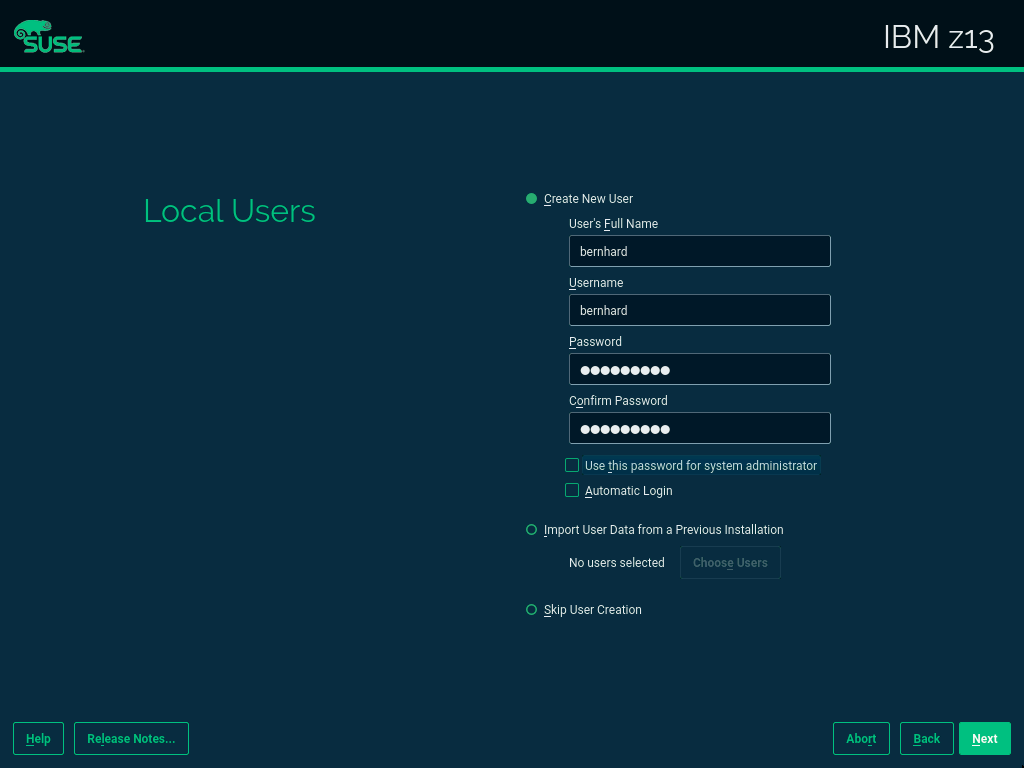 SUSE
IBM z13
Local Users
Create New User
User's Full Name
bernhard
Username
bernhard
Password
●●●●●●●●●
Confirm Password
●●●●●●●●●
Use this password for system administrator
Automatic Login
Import User Data from a Previous Installation
No users selected Choose Users
Skip User Creation
Help Release Notes... Abort Back Next